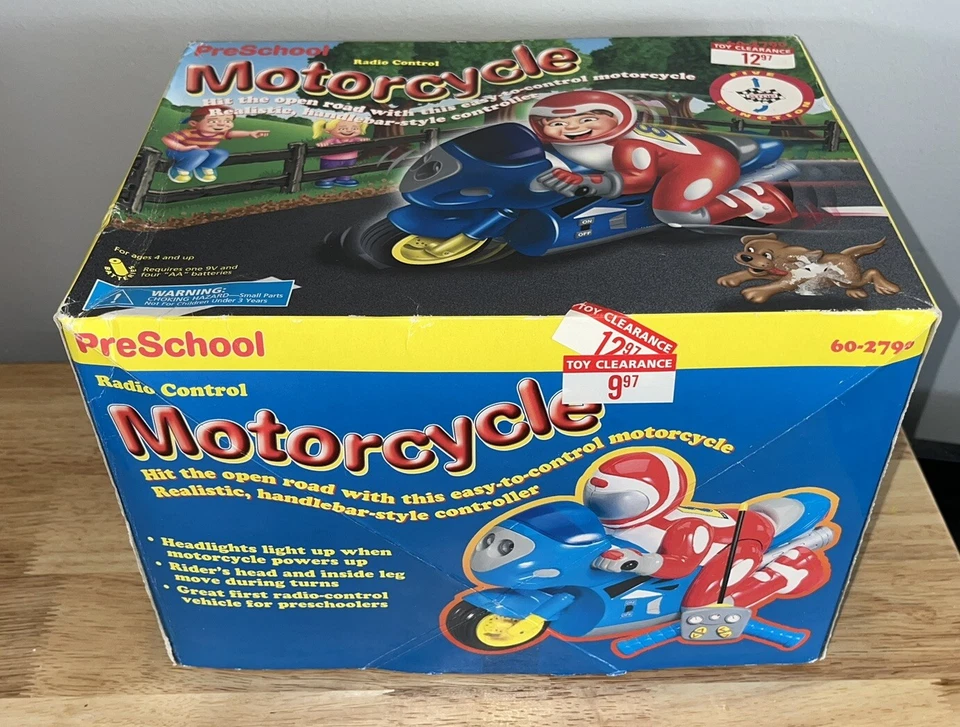 PreSchool
Radio Control
Motorcycle
Hit the open road with this easy-to-control motorcycle
Realistic, handlebar-style controller
TOY CLEARANCE
12 97
FIVE
FUNCTION
ON
OFF
For ages 4 and up
BATTERIES
Requires one 9V and
four "AA" batteries
WARNING:
CHOKING HAZARD—Small Parts
Not For Children Under 3 Years
PreSchool
TOY CLEARANCE
12 97
TOY CLEARANCE
9 97
60-2792
Radio Control
Motorcycle
Hit the open road with this easy-to-control motorcycle
Realistic, handlebar-style controller
• Headlights light up when
motorcycle powers up
• Rider's head and inside leg
move during turns
• Great first radio-control
vehicle for preschoolers